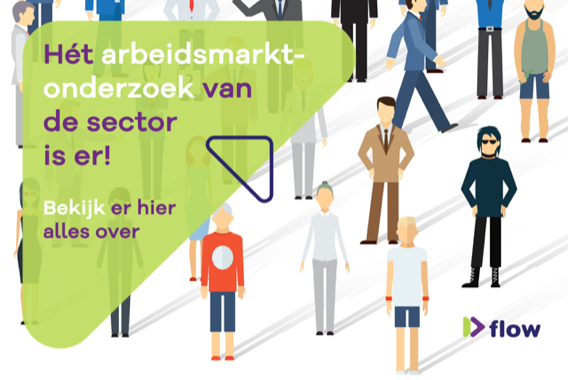 Hét arbeidsmarkt-
onderzoek van
de sector
is er!
Bekijk er hier
alles over
flow